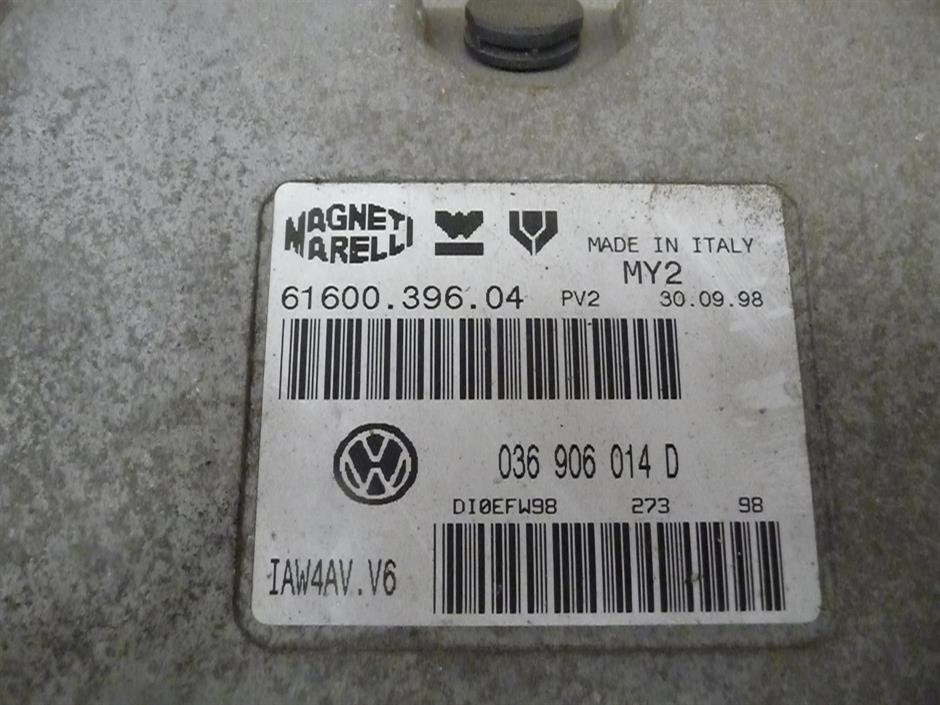 MAGNETI
MARELLI
MADE IN ITALY
MY2
61600.396.04 PV2 30.09.98
036 906 014 D
DI0EFW98 273 98
IAW4AV.V6